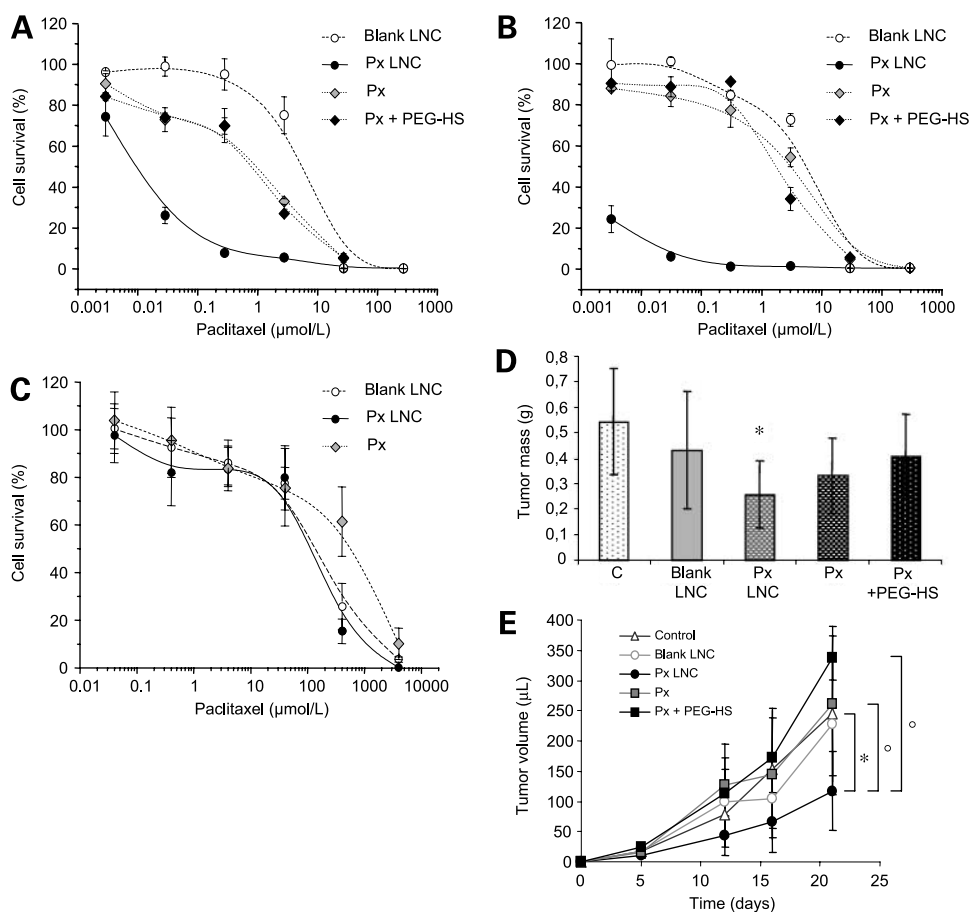 A
120
100
80
60
40
20
0
Cell survival (%)
Blank LNC
Px LNC
Px
Px + PEG-HS
0.001 0.01 0.1 1 10 100 1000
Paclitaxel (µmol/L)
B
120
100
80
60
40
20
0
Cell survival (%)
Blank LNC
Px LNC
Px
Px + PEG-HS
0.001 0.01 0.1 1 10 100 1000
Paclitaxel (µmol/L)
C
120
100
80
60
40
20
0
Cell survival (%)
Blank LNC
Px LNC
Px
0.01 0.1 1 10 100 1000 10000
Paclitaxel (µmol/L)
D
0,8
0,7
0,6
0,5
0,4
0,3
0,2
0,1
0
Tumor mass (g)
*
C Blank Px Px Px
LNC LNC +PEG-HS
E
400
350
300
250
200
150
100
50
0
Tumor volume (µL)
Control
Blank LNC
Px LNC
Px
Px + PEG-HS
*
0 5 10 15 20 25
Time (days)